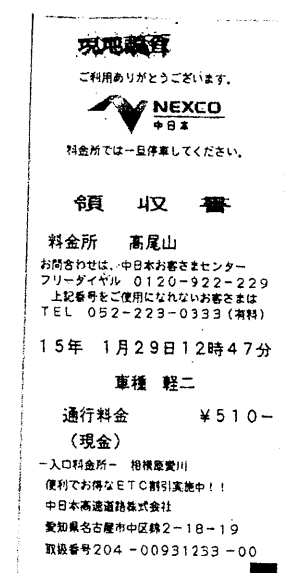 ご利用ありがとうございます。
NEXCO
中日本
料金所では一旦停車してください。
領 収 書
料金所 高尾山
お問合わせは、中日本お客さまセンター
フリーダイヤル 0120-922-229
上記番号をご使用になれないお客さまは
TEL 052-223-0333(有料)
15年 1月29日12時47分
車種 軽二
通行料金 ¥510-
(現金)
-入口料金所- 相模原愛川
便利でお得なETC割引実施中!!
中日本高速道路株式会社
愛知県名古屋市中区錦2-18-19
取扱番号204-00931233-00